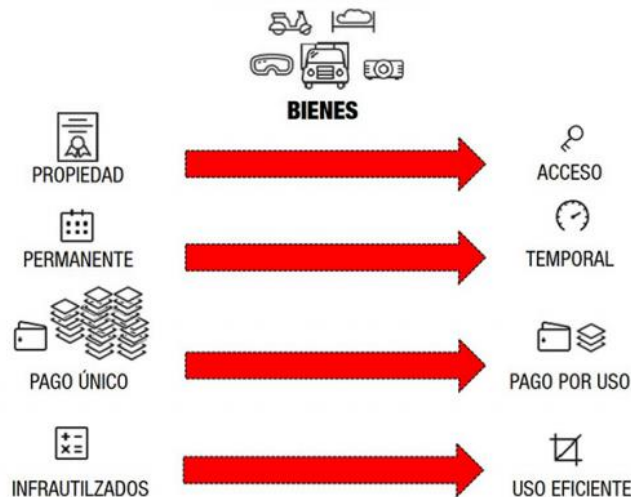 BIENES
PROPIEDAD
ACCESO
PERMANENTE
TEMPORAL
PAGO ÚNICO
PAGO POR USO
INFRAUTILZADOS
USO EFICIENTE